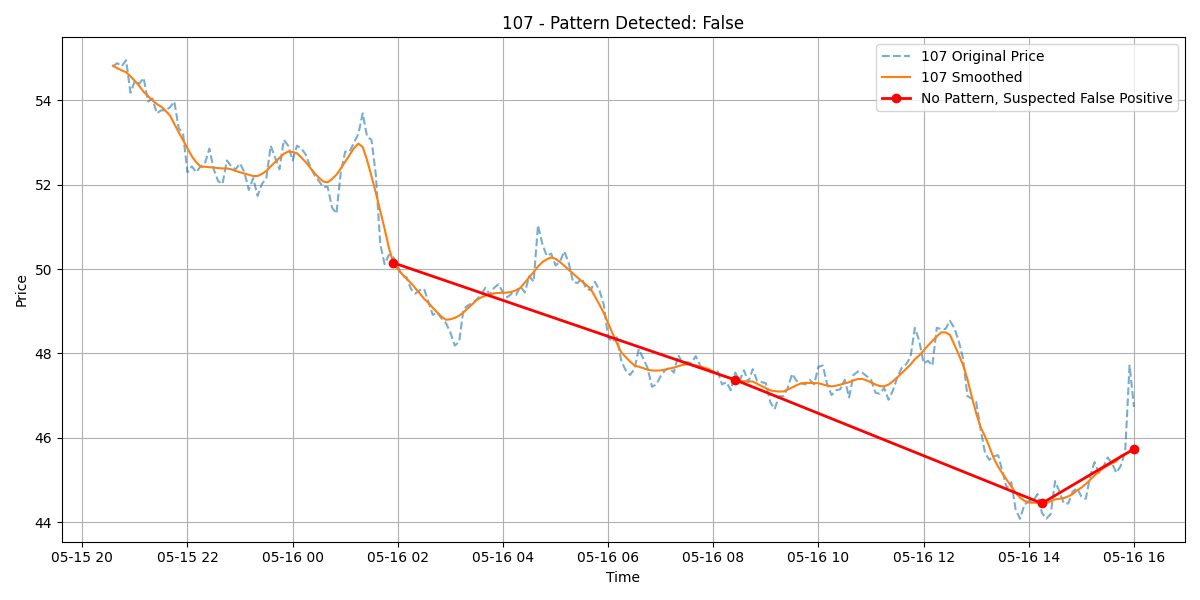 107 - Pattern Detected: False
107 Original Price
107 Smoothed
No Pattern, Suspected False Positive
Price
54
52
50
48
46
44
05-15 20 05-15 22 05-16 00 05-16 02 05-16 04 05-16 06 05-16 08 05-16 10 05-16 12 05-16 14 05-16 16
Time